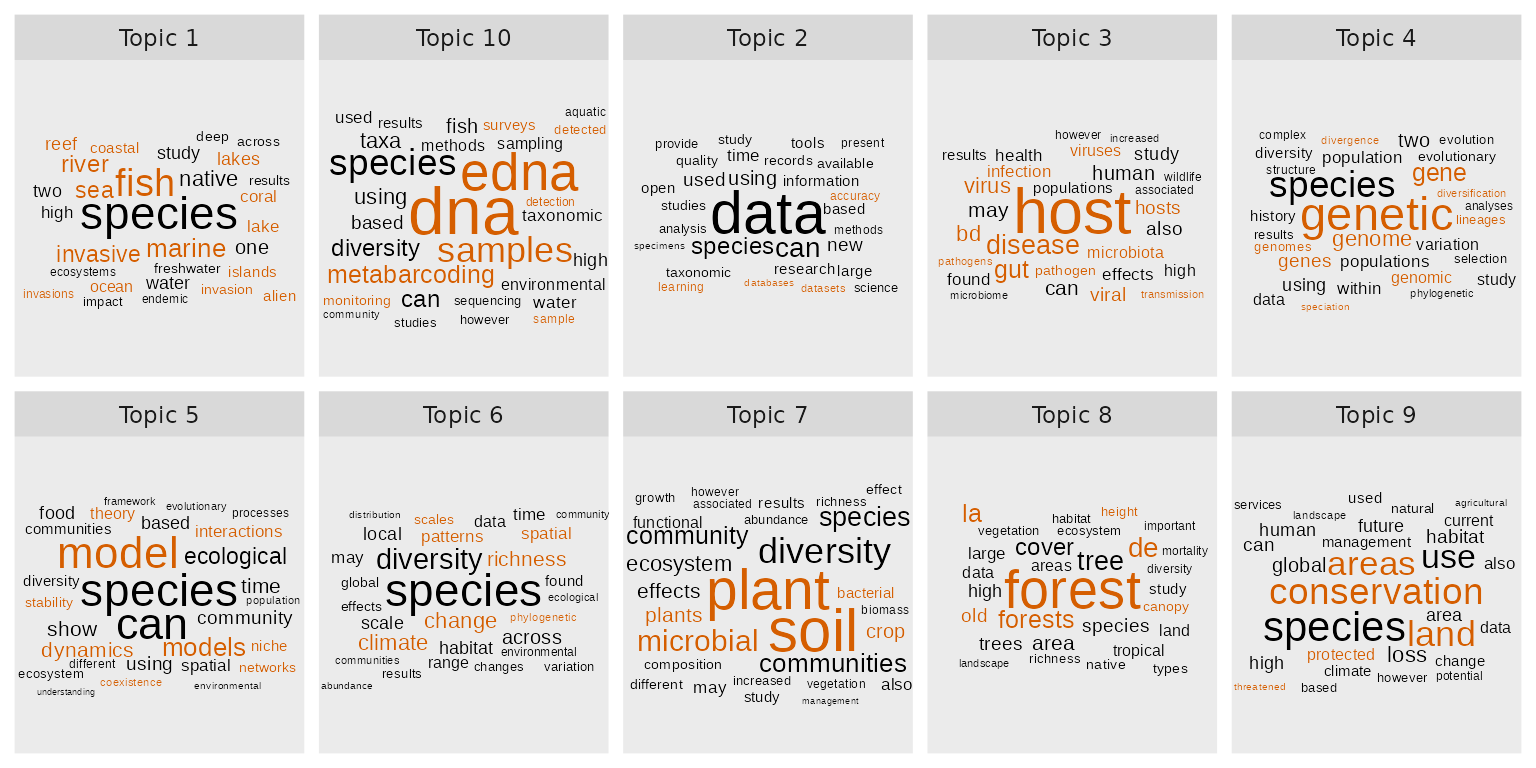 Topic 1
deep across
reef coastal study
river lakes
two sea fish native results
high species coral
lake
invasive marine one
ecosystems freshwater islands
ocean water
invasions impact endemic invasion alien
Topic 10
aquatic
used results fish surveys detected
taxa methods sampling
species edna
using detection
based dna taxonomic
diversity samples high
metabarcoding environmental
monitoring can sequencing water
community studies however sample
Topic 2
provide study tools present
quality time records available
open used using information
studies data accuracy
based
analysis methods
specimens species can new
taxonomic research large
learning databases datasets science
Topic 3
however increased
results health viruses study
infection human wildlife
virus populations associated
may host hosts
bd also
disease microbiota
pathogens gut pathogen effects high
found can viral transmission
microbiome
Topic 4
complex divergence two evolution
diversity population evolutionary
structure gene
species diversification
genetic analyses
history lineages
results genome variation
genomes genes populations selection
using within genomic study
data speciation phylogenetic
Topic 5
framework evolutionary
food theory processes
communities based interactions
model ecological
diversity species time
stability population
show can community
dynamics models niche
different using spatial networks
ecosystem coexistence environmental
understanding
Topic 6
distribution scales data time community
local patterns spatial
may diversity richness
global species found
effects ecological
scale change phylogenetic
climate habitat across
environmental
communities range changes variation
results
abundance
Topic 7
growth however effect
associated results richness
functional abundance species
community diversity
ecosystem
effects plant bacterial
plants soil biomass
microbial crop
composition communities
different may increased vegetation also
study management
Topic 8
la habitat height
vegetation ecosystem important
large cover tree de mortality
data areas diversity
high forest study
old forests canopy
species land
trees area tropical
landscape richness native types
Topic 9
services used natural agricultural
landscape
human future current
can management habitat
global areas use also
conservation
species area data
land
high protected loss change
climate however potential
threatened based